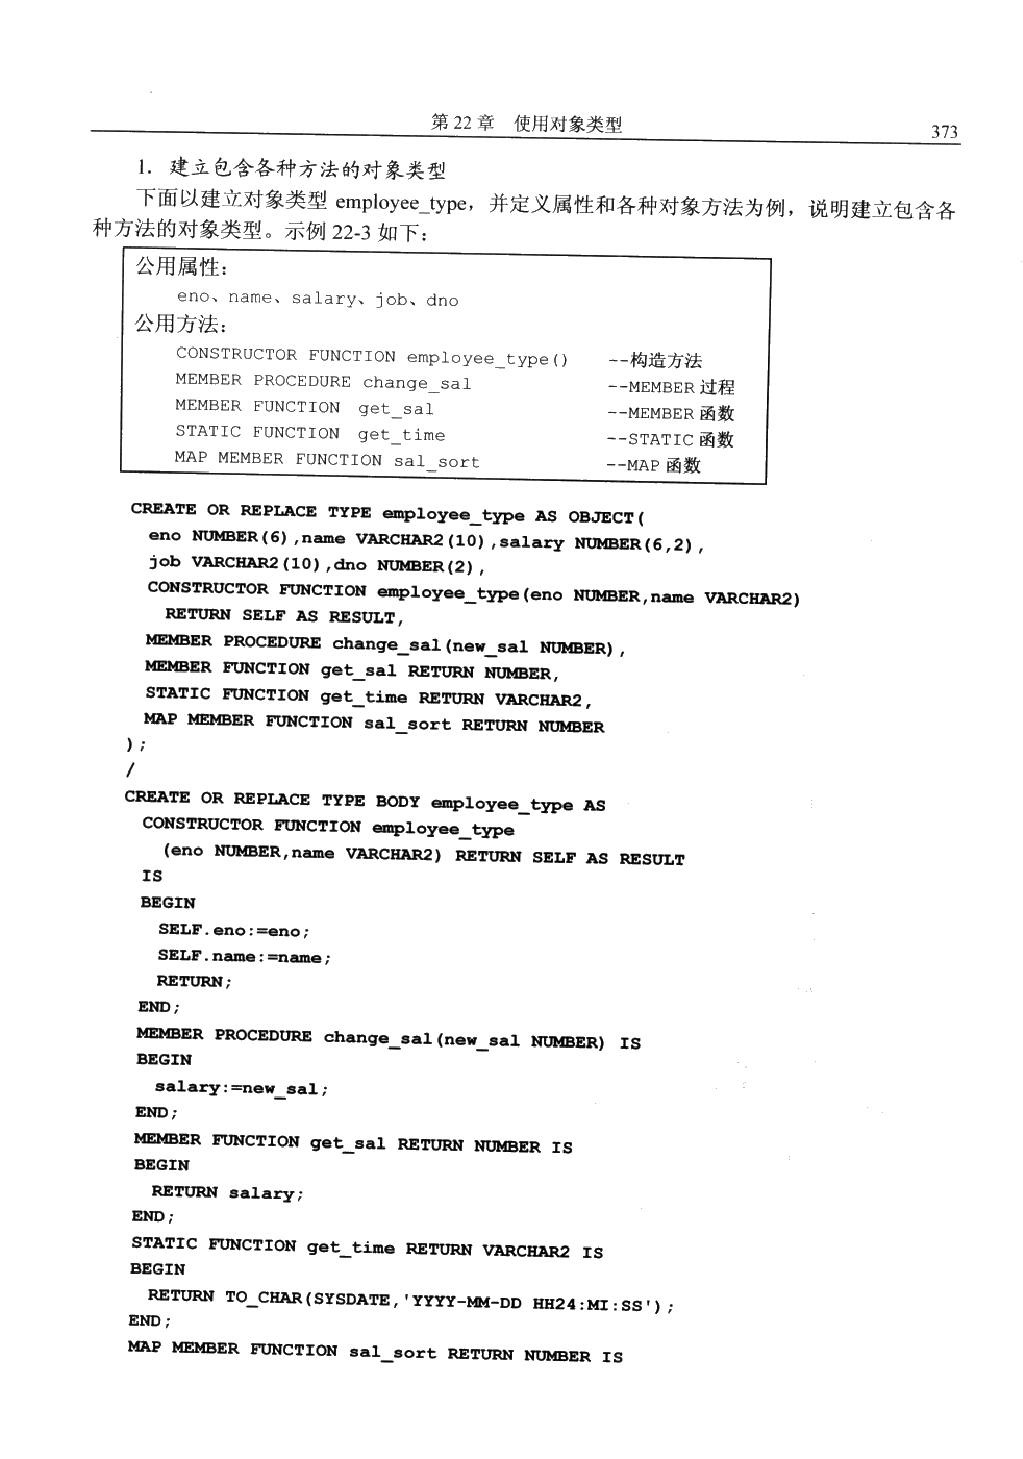 第 22 章 使用对象类型
373
1. 建立包含各种方法的对象类型
下面以建立对象类型 employee_type，并定义属性和各种对象方法为例，说明建立包含各
种方法的对象类型。示例 22-3 如下：
公用属性：
eno、name、salary、job、dno
公用方法：
CONSTRUCTOR FUNCTION employee_type() --构造方法
MEMBER PROCEDURE change_sal --MEMBER 过程
MEMBER FUNCTION get_sal --MEMBER 函数
STATIC FUNCTION get_time --STATIC 函数
MAP MEMBER FUNCTION sal_sort --MAP 函数
CREATE OR REPLACE TYPE employee_type AS OBJECT(
eno NUMBER(6),name VARCHAR2(10),salary NUMBER(6,2),
job VARCHAR2(10),dno NUMBER(2),
CONSTRUCTOR FUNCTION employee_type(eno NUMBER,name VARCHAR2)
RETURN SELF AS RESULT,
MEMBER PROCEDURE change_sal(new_sal NUMBER),
MEMBER FUNCTION get_sal RETURN NUMBER,
STATIC FUNCTION get_time RETURN VARCHAR2,
MAP MEMBER FUNCTION sal_sort RETURN NUMBER
);
/
CREATE OR REPLACE TYPE BODY employee_type AS
CONSTRUCTOR FUNCTION employee_type
(eno NUMBER,name VARCHAR2) RETURN SELF AS RESULT
IS
BEGIN
SELF.eno:=eno;
SELF.name:=name;
RETURN;
END;
MEMBER PROCEDURE change_sal(new_sal NUMBER) IS
BEGIN
salary:=new_sal;
END;
MEMBER FUNCTION get_sal RETURN NUMBER IS
BEGIN
RETURN salary;
END;
STATIC FUNCTION get_time RETURN VARCHAR2 IS
BEGIN
RETURN TO_CHAR(SYSDATE,'YYYY-MM-DD HH24:MI:SS');
END;
MAP MEMBER FUNCTION sal_sort RETURN NUMBER IS